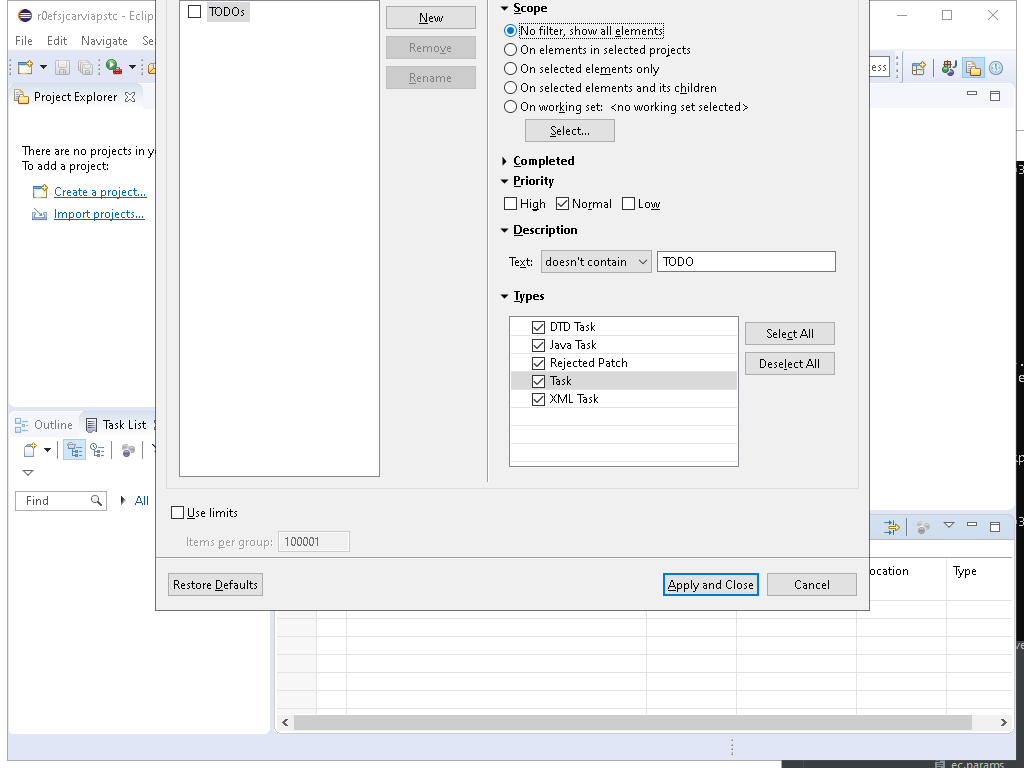 r0efsjcarviapstc - Eclip
File Edit Navigate Se
Project Explorer
There are no projects in y
To add a project:
Create a project...
Import projects...
Outline
Task List
Find
All
TODOs
New
Remove
Rename
Scope
No filter, show all elements
On elements in selected projects
On selected elements only
On selected elements and its children
On working set: <no working set selected>
Select...
Completed
Priority
High Normal Low
Description
Text: doesn't contain TODO
Types
DTD Task
Java Task
Rejected Patch
Task
XML Task
Select All
Deselect All
Use limits
Items per group: 100001
Restore Defaults
Apply and Close
Cancel
ess
ocation
Type
ec.params